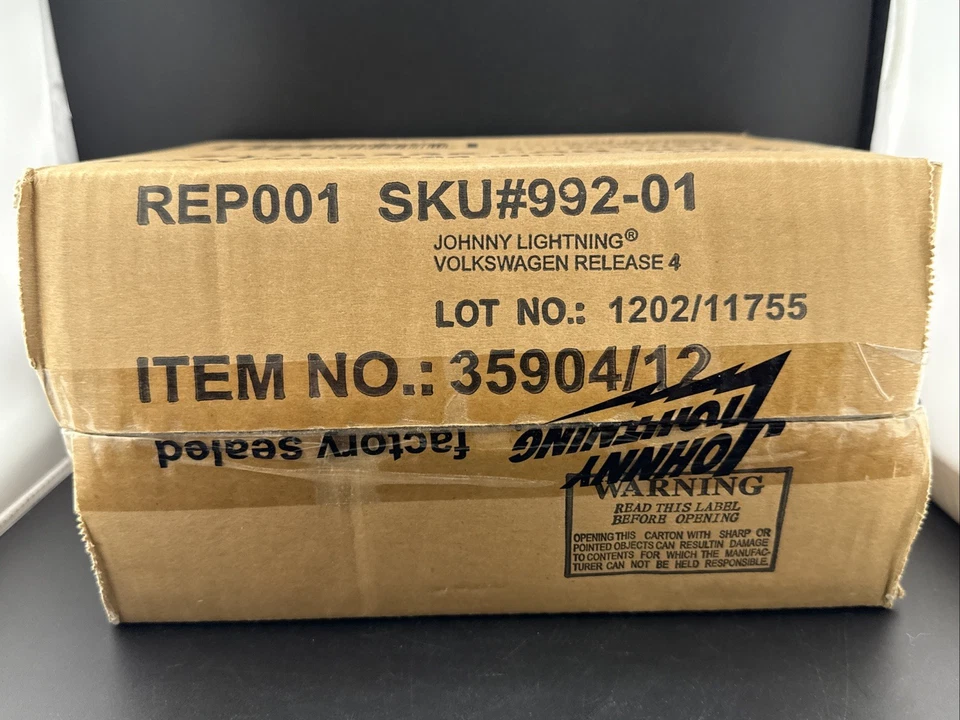 REP001 SKU#992-01
JOHNNY LIGHTNING®
VOLKSWAGEN RELEASE 4
LOT NO.: 1202/11755
ITEM NO.: 35904/12
factory sealed
JOHNNY
LIGHTNING
WARNING
READ THIS LABEL
BEFORE OPENING
OPENING THIS CARTON WITH SHARP OR
POINTED OBJECTS CAN RESULTIN DAMAGE
TO CONTENTS FOR WHICH THE MANUFAC-
TURER CAN NOT BE HELD RESPONSIBLE.